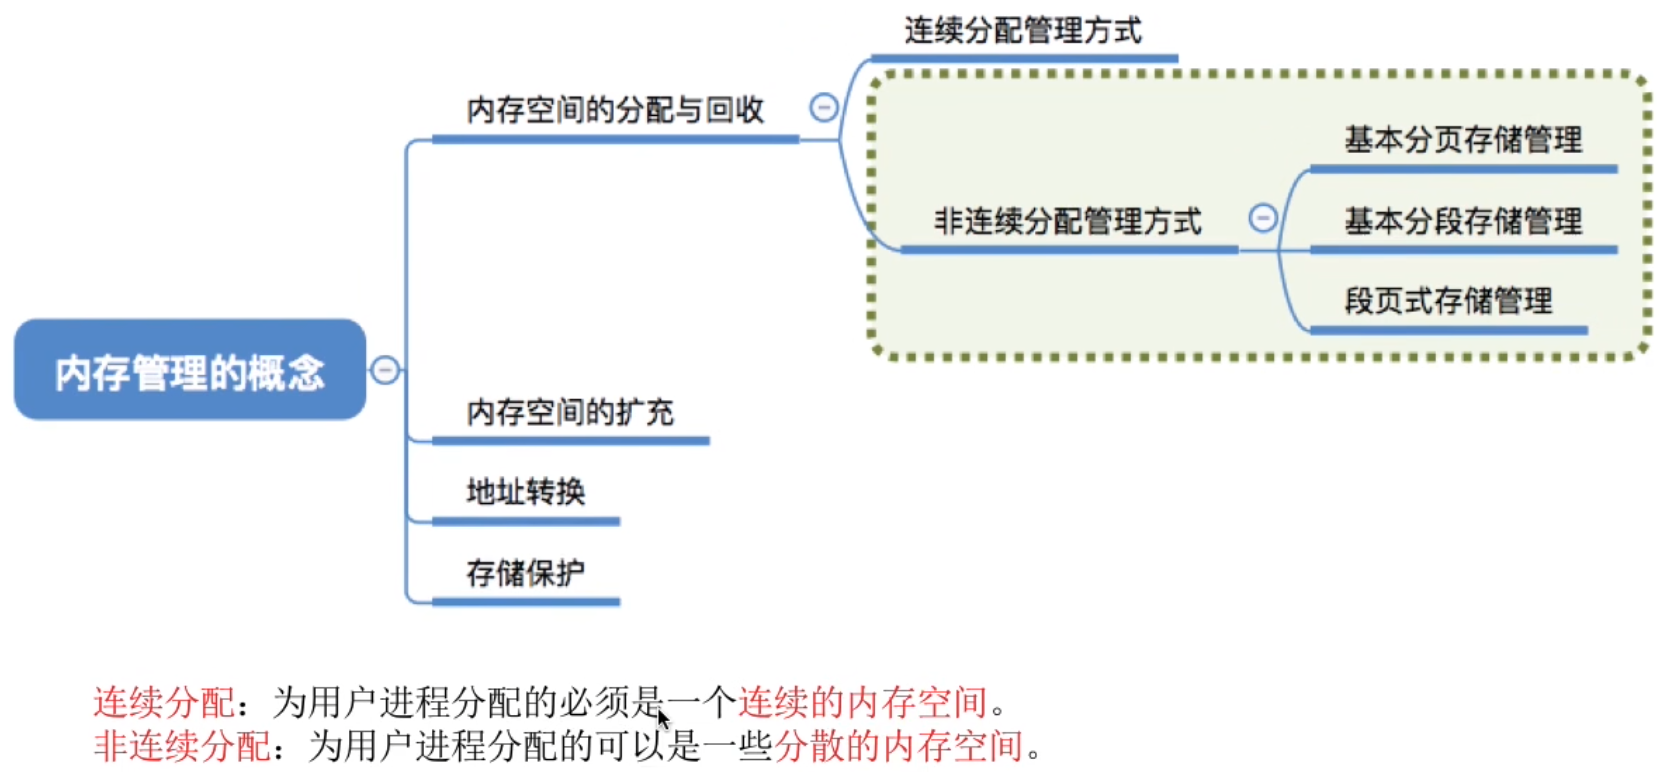 连续分配管理方式
内存空间的分配与回收
基本分页存储管理
非连续分配管理方式
基本分段存储管理
段页式存储管理
内存管理的概念
内存空间的扩充
地址转换
存储保护
连续分配：为用户进程分配的必须是一个连续的内存空间。
非连续分配：为用户进程分配的可以是一些分散的内存空间。